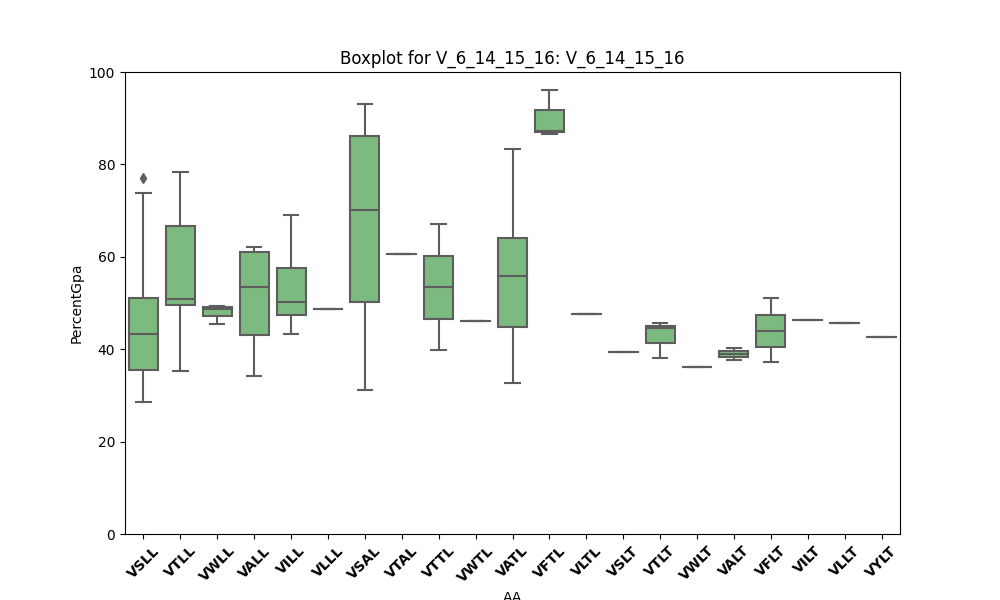 Boxplot for V_6_14_15_16: V_6_14_15_16
100
80
60
40
20
0
PercentGpa
VSLL VTLL VWLL VALL VILL VLLL VSAL VTAL VTTL VWTL VATL VFTL VLTL VSLT VTLT VWLT VALT VFLT VILT VLLT VYLT
AA